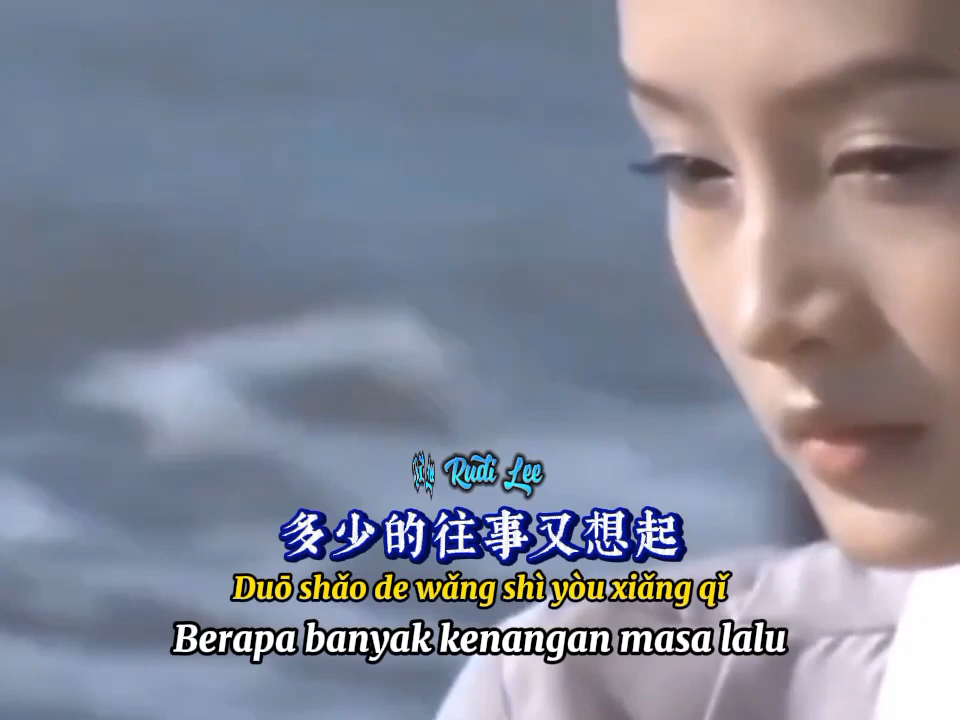 Rudi Lee
多少的往事又想起
Duō shǎo de wǎng shì yòu xiǎng qǐ
Berapa banyak kenangan masa lalu